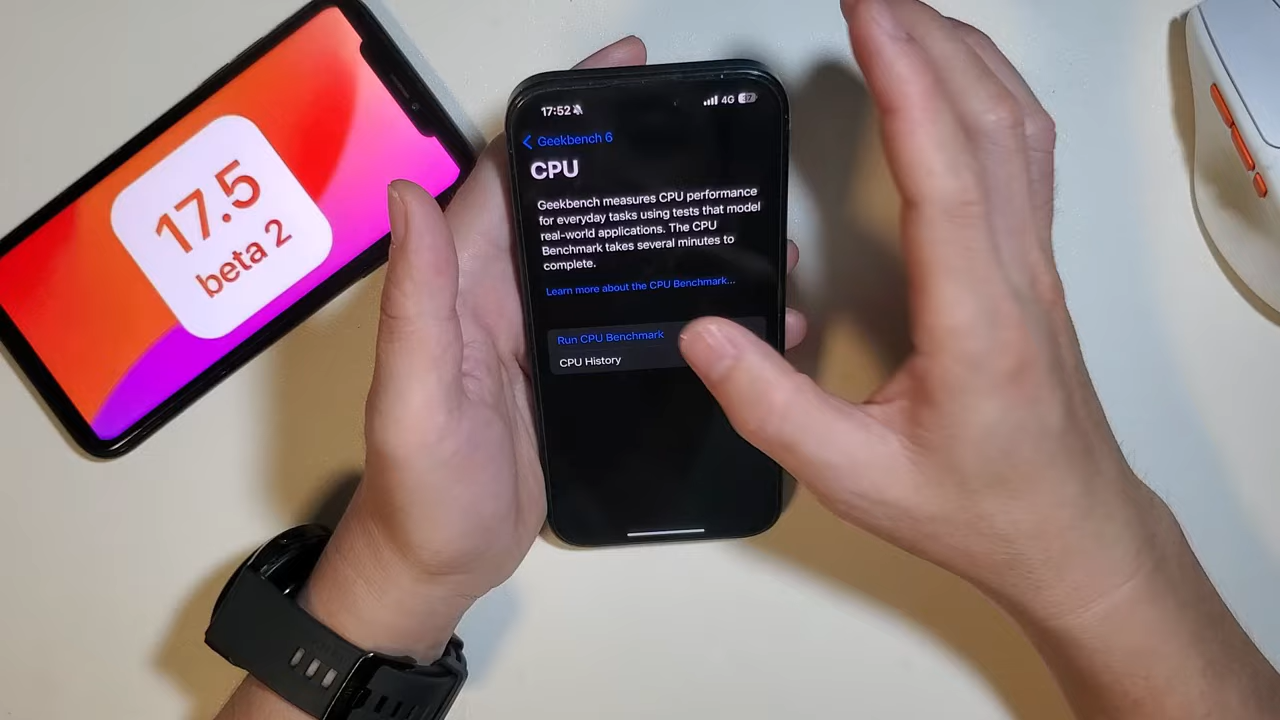 17.5
beta 2
17:52
4G
37
Geekbench 6
CPU
Geekbench measures CPU performance
for everyday tasks using tests that model
real-world applications. The CPU
Benchmark takes several minutes to
complete.
Learn more about the CPU Benchmark...
Run CPU Benchmark
CPU History